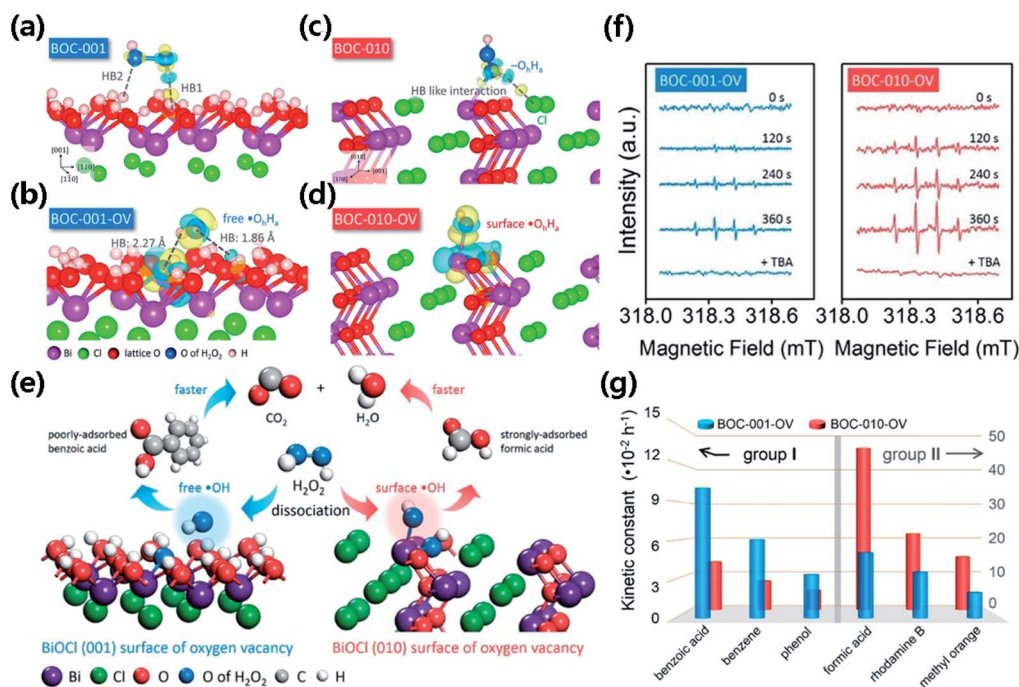 (a)
BOC-001
HB2
HB1
[001]
[110]
[110]
(b)
BOC-001-OV
free •OhHa
HB: 2.27 Å
HB: 1.86 Å
Bi Cl lattice O O of H2O2 H
(c)
BOC-010
–OhHa
HB like interaction
Cl
[010]
[001]
[100]
(d)
BOC-010-OV
surface •OhHa
(e)
faster
CO2
+
H2O
faster
poorly-adsorbed
benzoic acid
strongly-adsorbed
formic acid
free •OH
H2O2
surface •OH
dissociation
BiOCl (001) surface of oxygen vacancy
BiOCl (010) surface of oxygen vacancy
Bi Cl O O of H2O2 C H
(f)
Intensity (a.u.)
BOC-001-OV
0 s
120 s
240 s
360 s
+ TBA
BOC-010-OV
0 s
120 s
240 s
360 s
+ TBA
318.0 318.3 318.6 318.0 318.3 318.6
Magnetic Field (mT) Magnetic Field (mT)
(g)
Kinetic constant (•10-2 h-1)
BOC-001-OV BOC-010-OV
group I
group II
15
12
9
6
3
0
50
40
30
20
10
0
benzoic acid
benzene
phenol
formic acid
rhodamine B
methyl orange